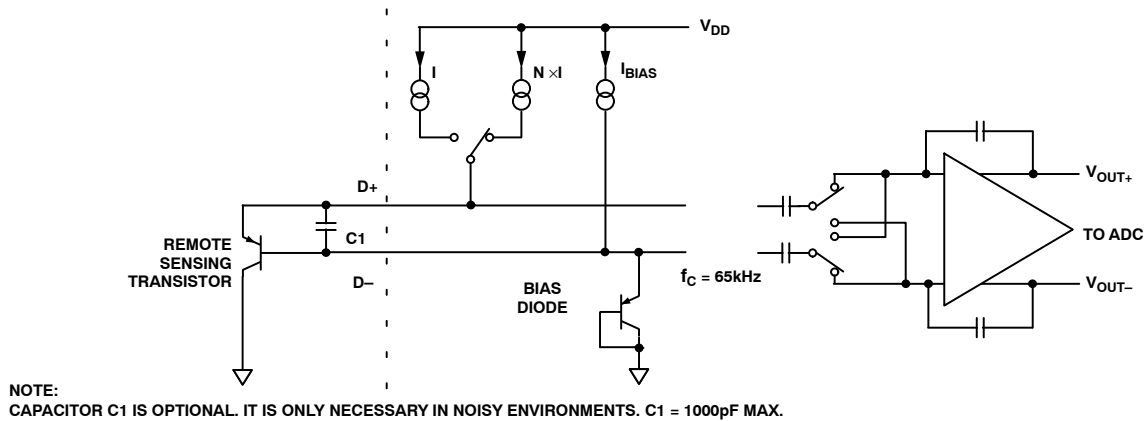 V_DD
I
N ×I
I_BIAS
D+
C1
D–
REMOTE
SENSING
TRANSISTOR
BIAS
DIODE
f_C = 65kHz
V_OUT+
TO ADC
V_OUT–
NOTE:
CAPACITOR C1 IS OPTIONAL. IT IS ONLY NECESSARY IN NOISY ENVIRONMENTS. C1 = 1000pF MAX.